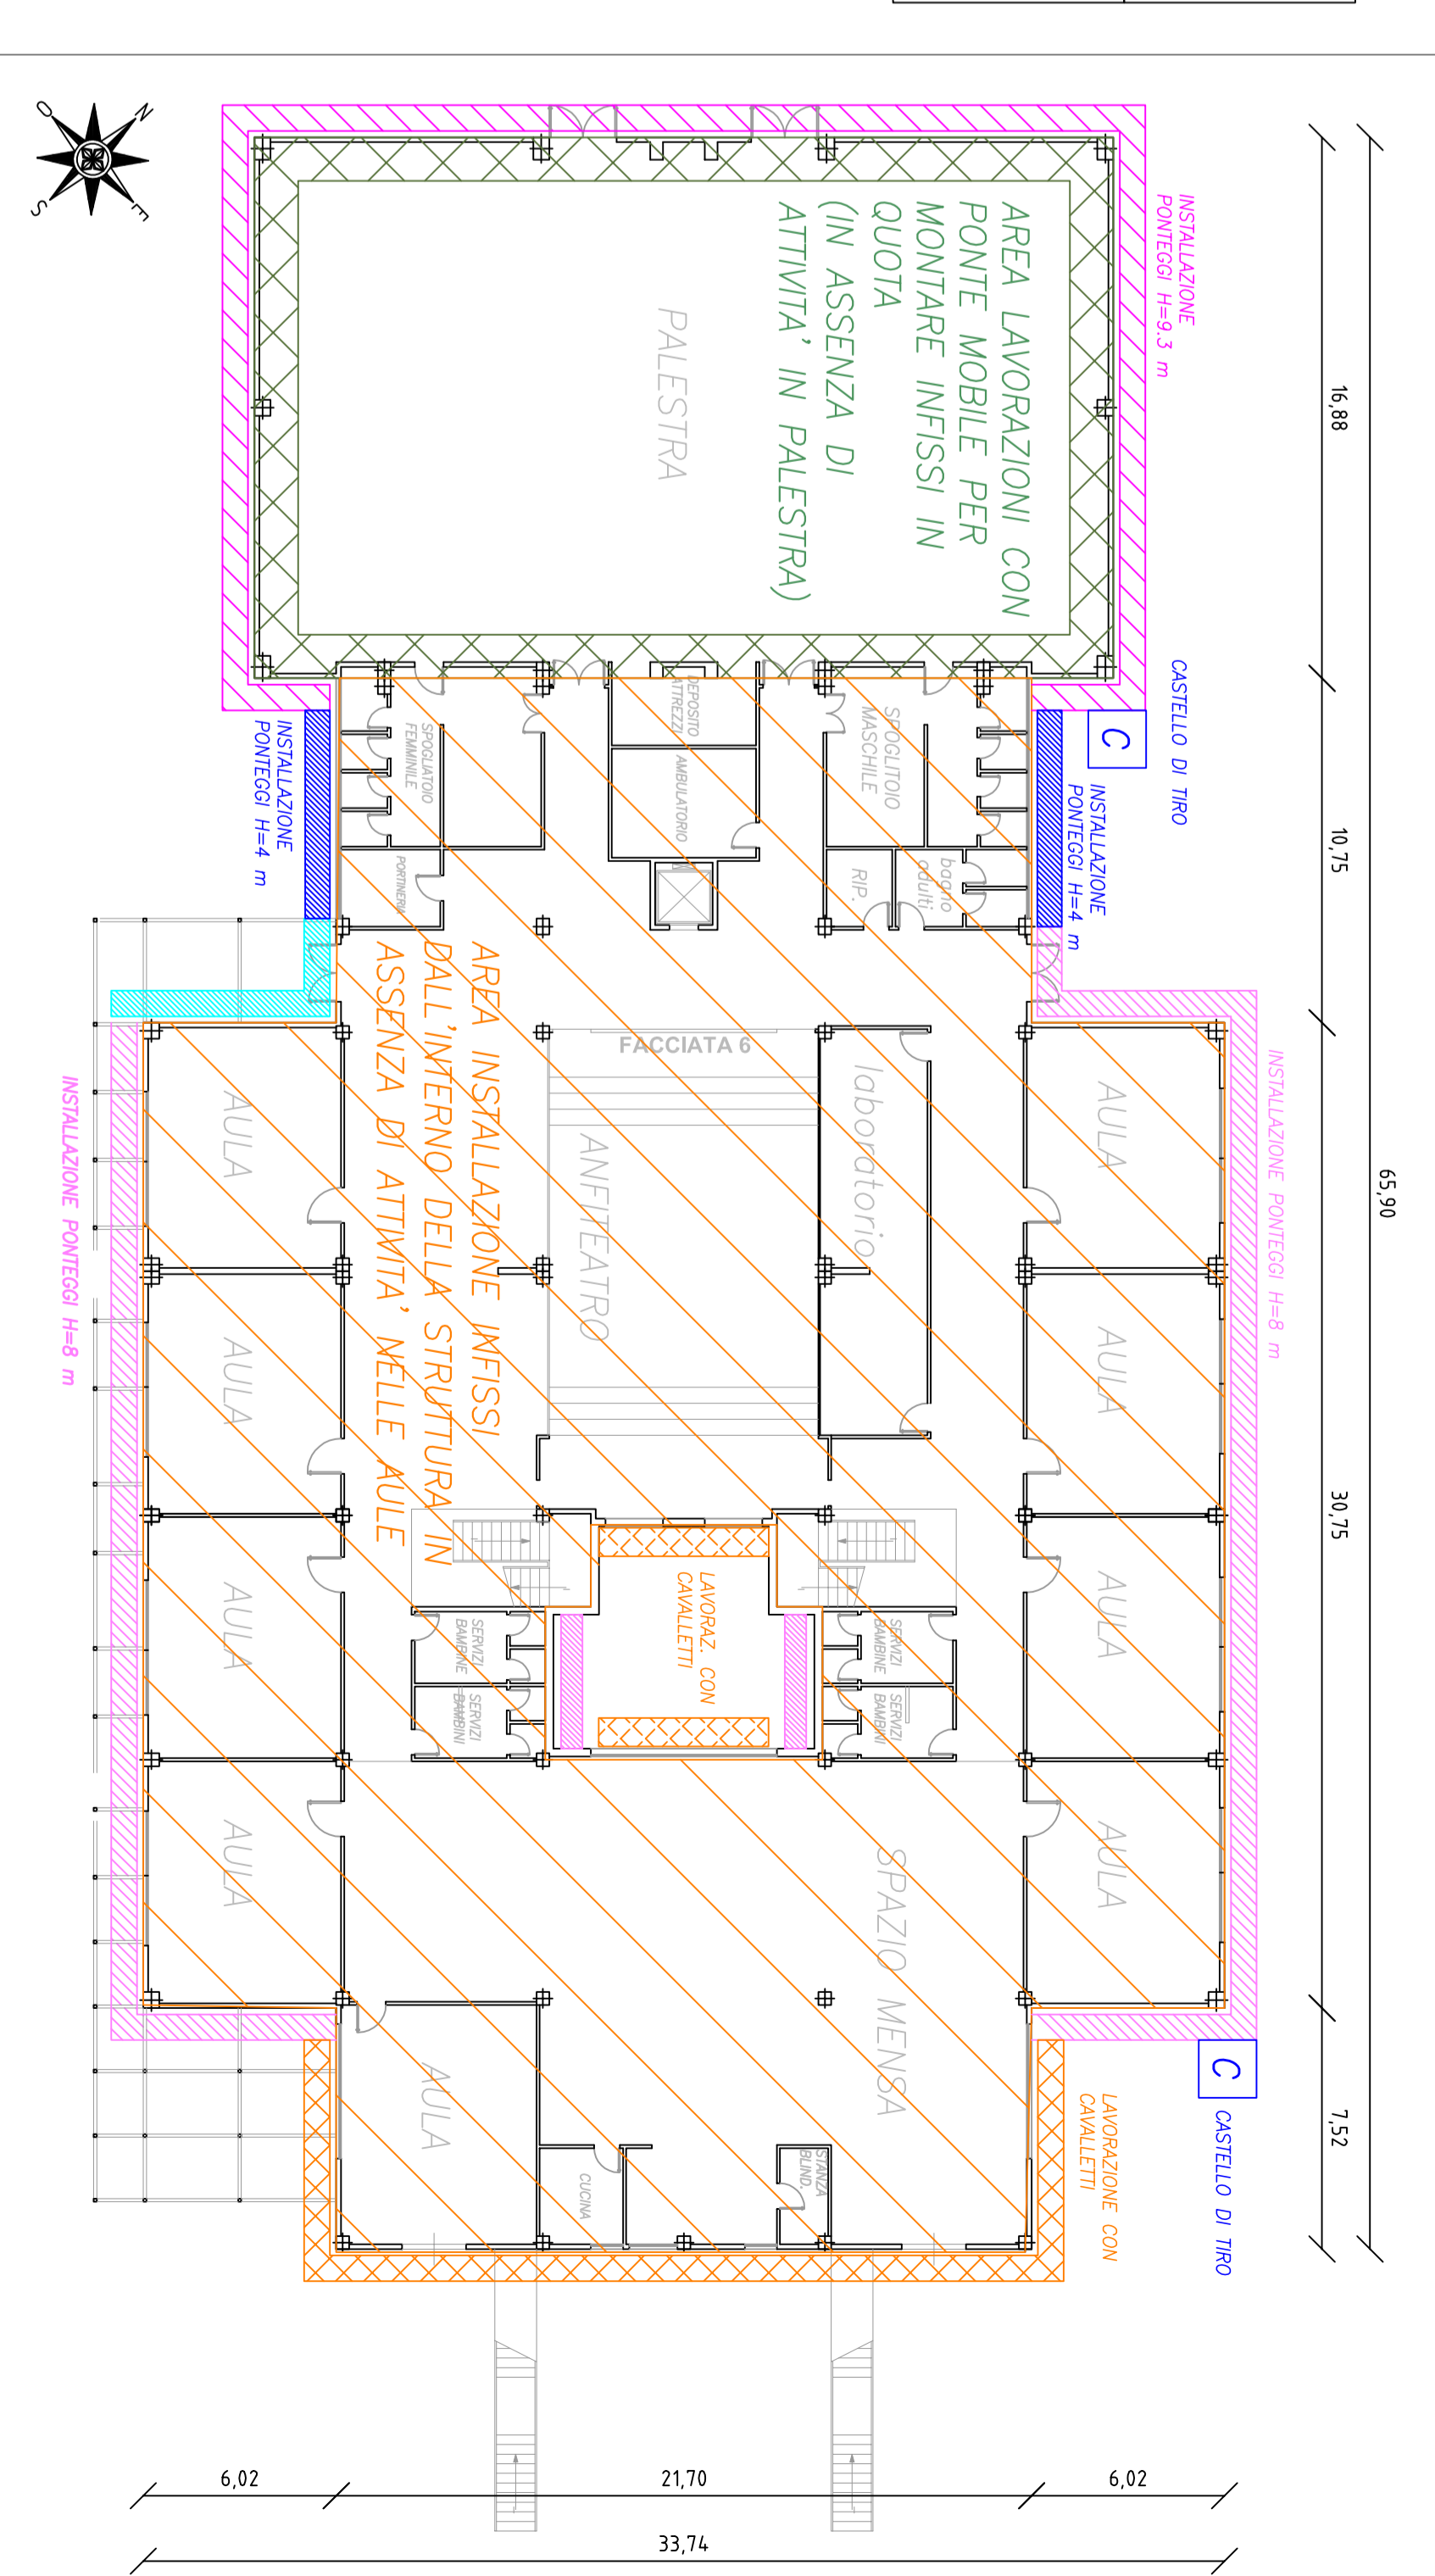 N
O
E
S
INSTALLAZIONE
PONTEGGI H=9.3 m
AREA LAVORAZIONI CON
PONTE MOBILE PER
MONTARE INFISSI IN
QUOTA
(IN ASSENZA DI
ATTIVITA' IN PALESTRA)
PALESTRA
16,88
10,75
65,90
30,75
7,52
CASTELLO DI TIRO
C
INSTALLAZIONE
PONTEGGI H=4 m
INSTALLAZIONE
PONTEGGI H=4 m
DEPOSITO
ATTREZZI
AMBULATORIO
SPOGLITOIO
MASCHILE
SPOGLIATOIO
FEMMINILE
PORTINERIA
RIP.
bagno
adulti
AREA INSTALLAZIONE INFISSI
DALL'INTERNO DELLA STRUTTURA IN
ASSENZA DI ATTIVITA' NELLE AULE
FACCIATA 6
ANFITEATRO
laboratorio
INSTALLAZIONE PONTEGGI H=8 m
INSTALLAZIONE PONTEGGI H=8 m
AULA
AULA
AULA
AULA
AULA
AULA
AULA
AULA
LAVORAZ. CON
CAVALLETTI
SERVIZI
BAMBINE
SERVIZI
BAMBINI
SERVIZI
BAMBINE
SERVIZI
BAMBINI
SPAZIO MENSA
AULA
CUCINA
STANZA
BLIND.
C
CASTELLO DI TIRO
LAVORAZIONE CON
CAVALLETTI
6,02
21,70
6,02
33,74